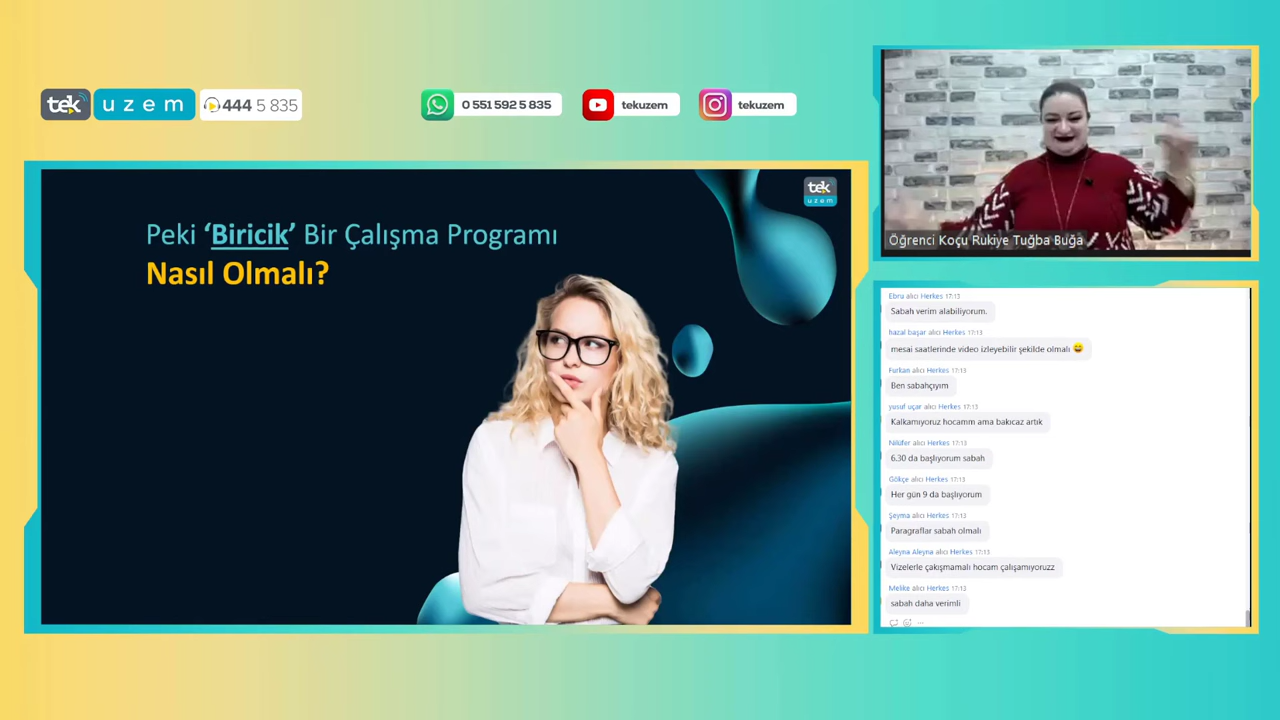 tek uzem 444 5 835
0 551 592 5 835
tekuzem
tekuzem
tek
uzem
Peki ‘Biricik’ Bir Çalışma Programı
Nasıl Olmalı?
Öğrenci Koçu Rukiye Tuğba Buğa
Ebru alıcı Herkes 17:13
Sabah verim alabiliyorum.
hazal başar alıcı Herkes 17:13
mesai saatlerinde video izleyebilir şekilde olmalı 😄
Furkan alıcı Herkes 17:13
Ben sabahçıyım
yusuf uçar alıcı Herkes 17:13
Kalkamıyoruz hocamm ama bakıcaz artık
Nilüfer alıcı Herkes 17:13
6.30 da başlıyorum sabah
Gökçe alıcı Herkes 17:13
Her gün 9 da başlıyorum
Şeyma alıcı Herkes 17:13
Paragraflar sabah olmalı
Aleyna Aleyna alıcı Herkes 17:13
Vizelerle çakışmamalı hocam çalışamıyoruzz
Melike alıcı Herkes 17:13
sabah daha verimli